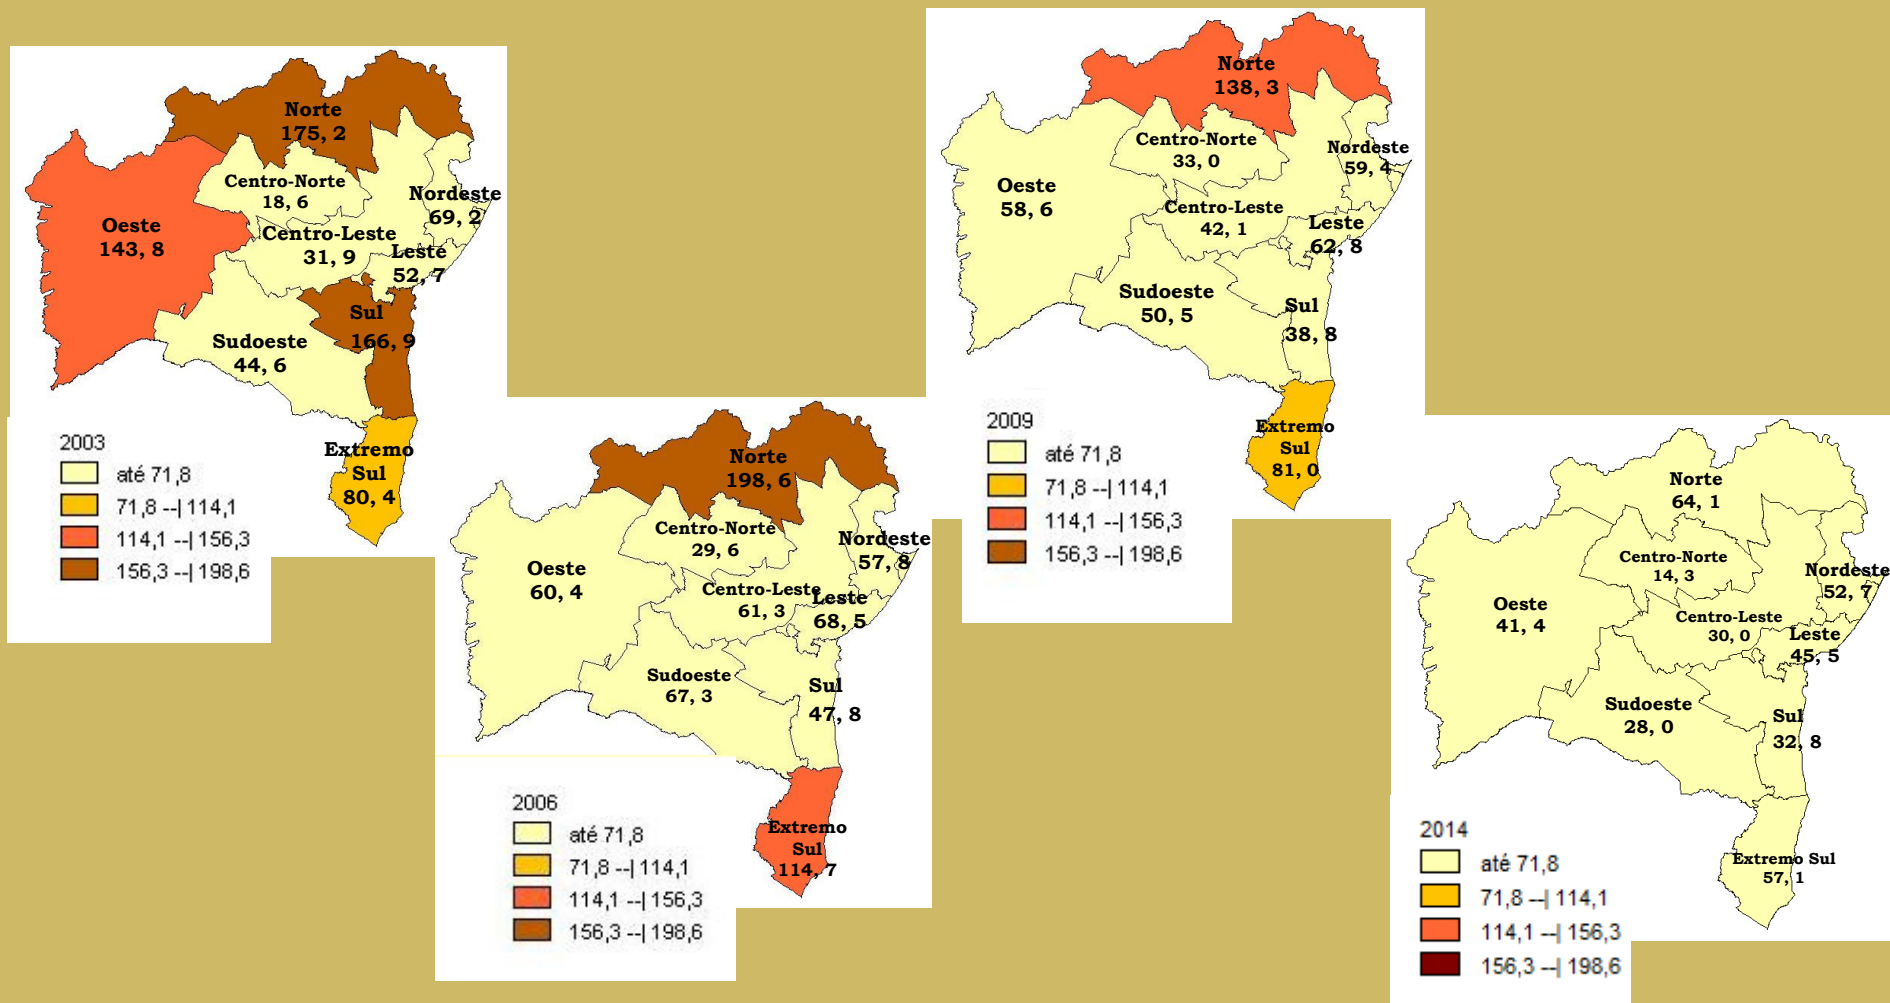 Norte
175, 2
Centro-Norte
18, 6
Nordeste
69, 2
Oeste
143, 8
Centro-Leste
31, 9
Leste
52, 7
Sul
166, 9
Sudoeste
44, 6
Extremo
Sul
80, 4
2003
até 71,8
71,8 --| 114,1
114,1 --| 156,3
156,3 --| 198,6
Norte
198, 6
Centro-Norte
29, 6
Nordeste
57, 8
Oeste
60, 4
Centro-Leste
61, 3
Leste
68, 5
Sudoeste
67, 3
Sul
47, 8
Extremo
Sul
114, 7
2006
até 71,8
71,8 --| 114,1
114,1 --| 156,3
156,3 --| 198,6
Norte
138, 3
Centro-Norte
33, 0
Nordeste
59, 4
Oeste
58, 6
Centro-Leste
42, 1
Leste
62, 8
Sudoeste
50, 5
Sul
38, 8
Extremo
Sul
81, 0
2009
até 71,8
71,8 --| 114,1
114,1 --| 156,3
156,3 --| 198,6
Norte
64, 1
Centro-Norte
14, 3
Nordeste
52, 7
Oeste
41, 4
Centro-Leste
30, 0
Leste
45, 5
Sudoeste
28, 0
Sul
32, 8
Extremo Sul
57, 1
2014
até 71,8
71,8 --| 114,1
114,1 --| 156,3
156,3 --| 198,6